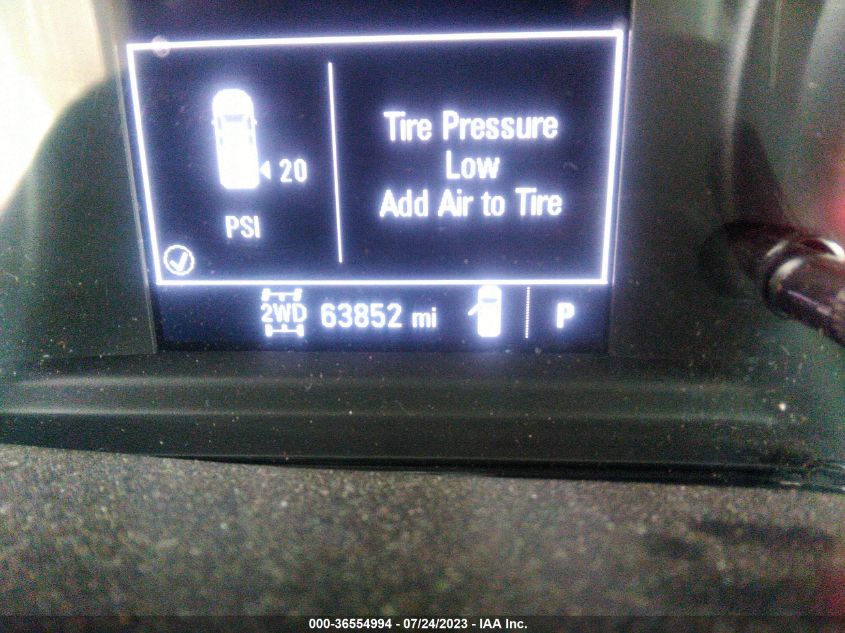 Tire Pressure
Low
Add Air to Tire
20
PSI
2WD 63852 mi P
000-36554994 - 07/24/2023 - IAA Inc.